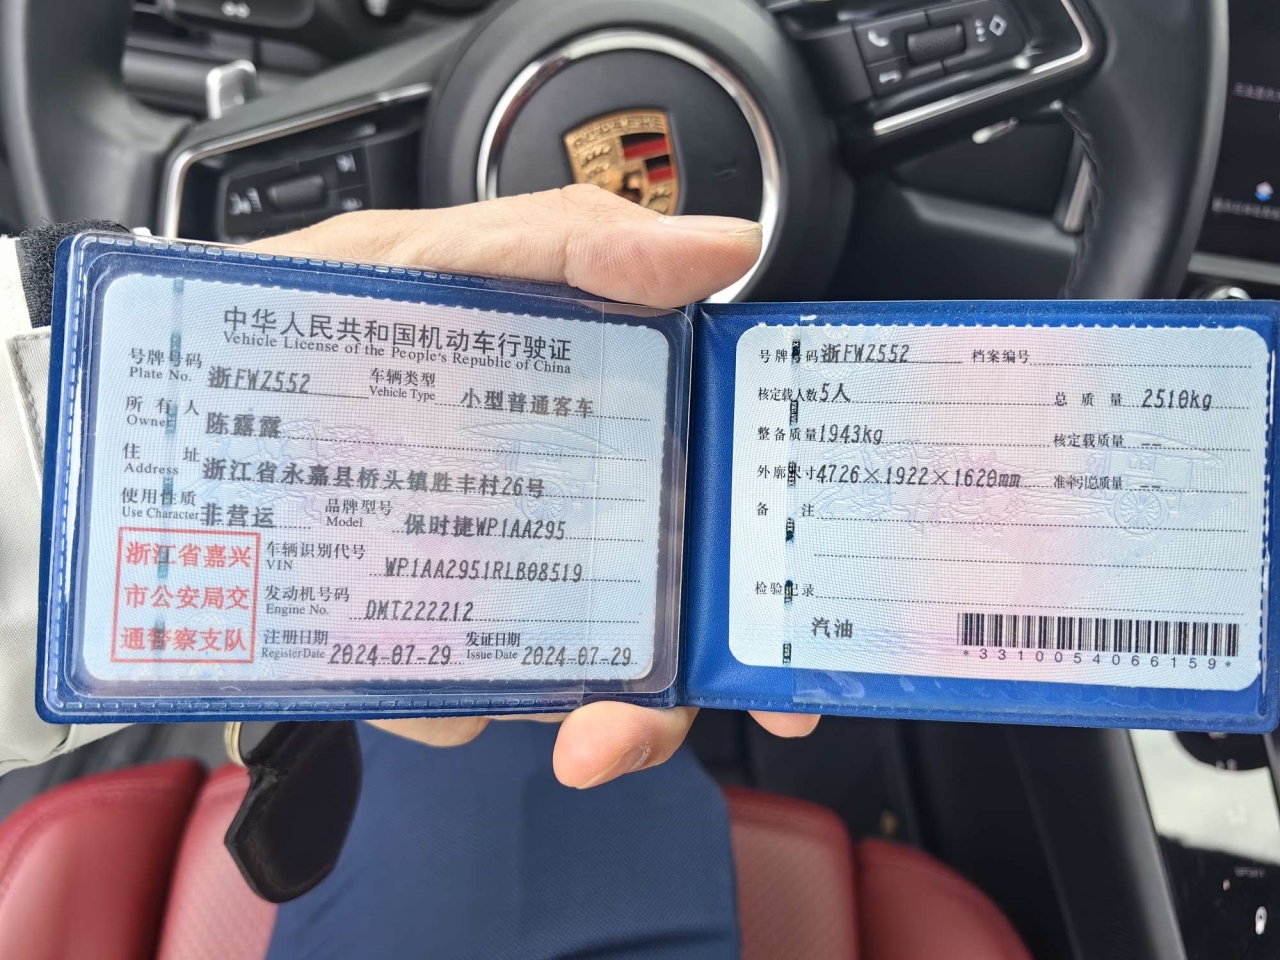 中华人民共和国机动车行驶证
Vehicle License of the People's Republic of China
号牌号码 浙FWZ552 车辆类型 小型普通客车
Plate No. Vehicle Type
所有人 陈露露
Owner
住址 浙江省永嘉县桥头镇胜丰村26号
Address
使用性质 非营运 品牌型号 保时捷WP1AA295
Use Character Model
浙江省嘉兴
市公安局交
通警察支队
车辆识别代号 WP1AA2951RLB08519
VIN
发动机号码 DMT222212
Engine No.
注册日期 2024-07-29 发证日期 2024-07-29
Register Date Issue Date
号牌号码 浙FWZ552 档案编号
核定载人数 5人 总质量 2510kg
整备质量 1943kg 核定载质量 --
外廓尺寸 4726×1922×1620mm 准牵引总质量 --
备注
检验记录
汽油
*3310054066159*